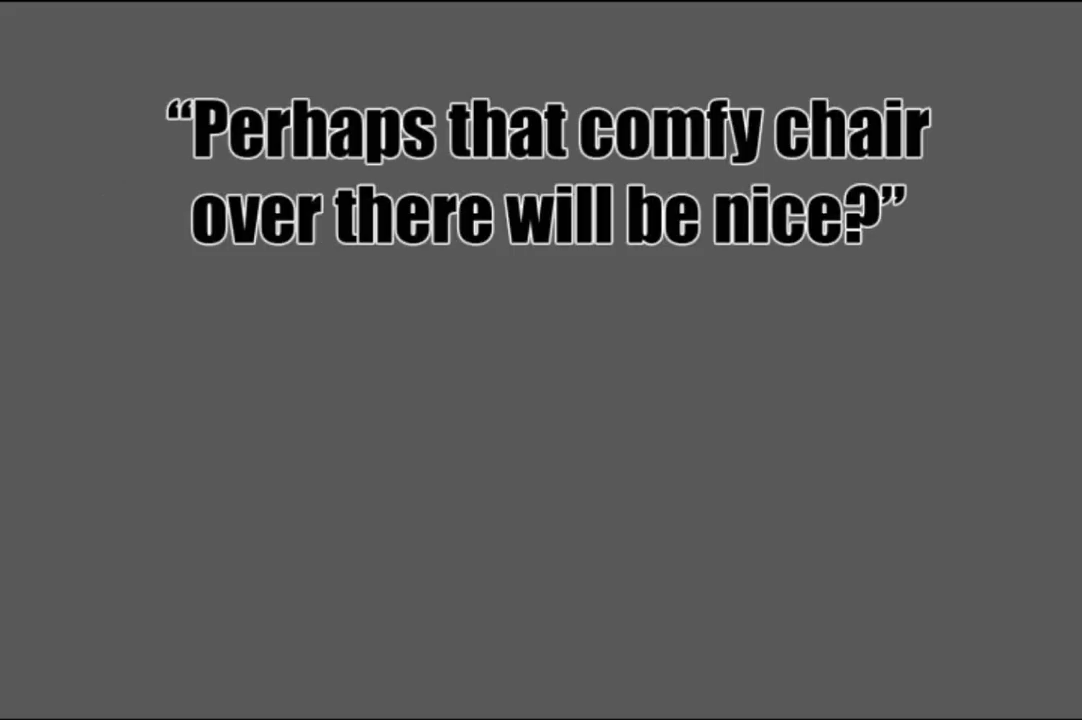 “Perhaps that comfy chair
over there will be nice?”